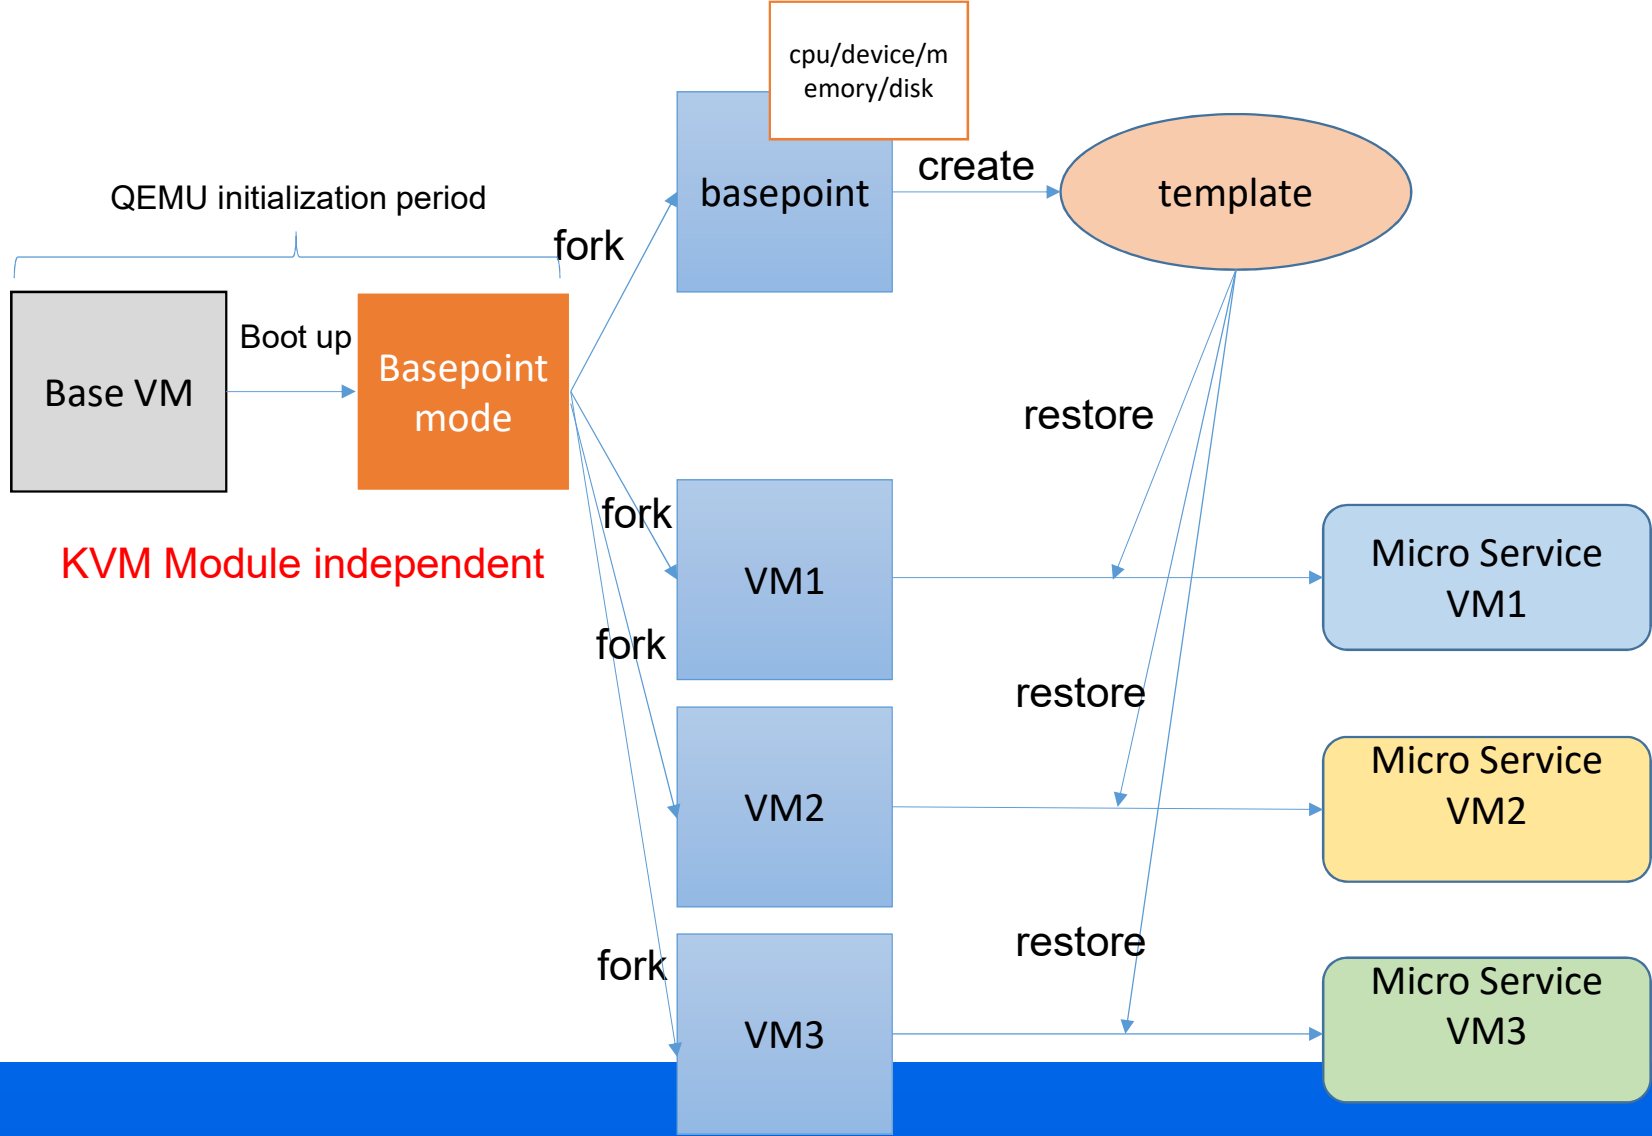 cpu/device/m
emory/disk
QEMU initialization period
fork
basepoint
create
template
Base VM
Boot up
Basepoint
mode
restore
KVM Module independent
fork
VM1
Micro Service
VM1
fork
restore
VM2
Micro Service
VM2
fork
restore
VM3
Micro Service
VM3